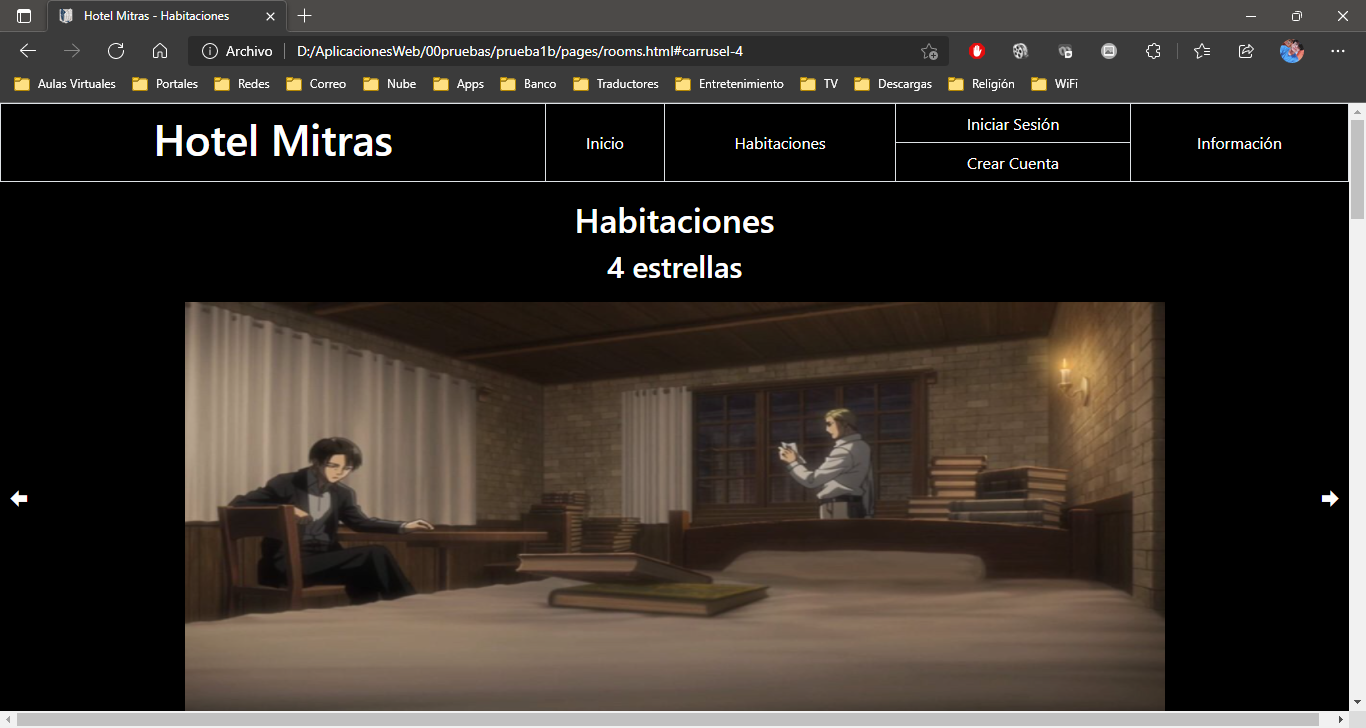 Hotel Mitras - Habitaciones
Archivo D:/AplicacionesWeb/00pruebas/prueba1b/pages/rooms.html#carrusel-4
Aulas Virtuales Portales Redes Correo Nube Apps Banco Traductores Entretenimiento TV Descargas Religión WiFi
Hotel Mitras
Inicio
Habitaciones
Iniciar Sesión
Crear Cuenta
Información
Habitaciones
4 estrellas